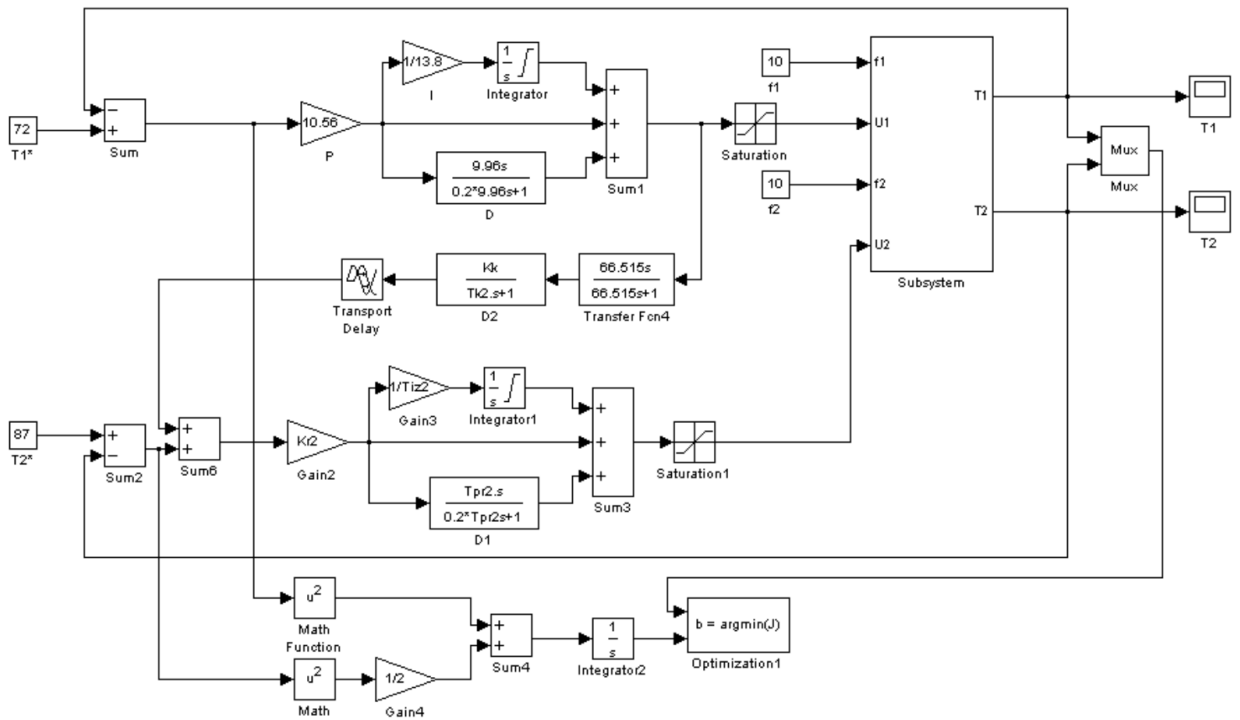 1/13.8
I
1
s
Integrator
72
T1*
−
+
Sum
10.56
P
+
+
+
Sum1
9.96s
0.2*9.96s+1
D
10
f1
Saturation
10
f2
f1
U1
f2
U2
T1
T2
Subsystem
Mux
Mux
T1
T2
Transport
Delay
Kk
Tk2.s+1
D2
66.515s
66.515s+1
Transfer Fcn4
87
T2*
+
−
Sum2
+
+
Sum6
Kr2
Gain2
1/Tiz2
Gain3
1
s
Integrator1
Tpr2.s
0.2*Tpr2s+1
D1
+
+
+
Sum3
Saturation1
u2
Math
Function
u2
Math
1/2
Gain4
+
+
Sum4
1
s
Integrator2
b = argmin(J)
Optimization1